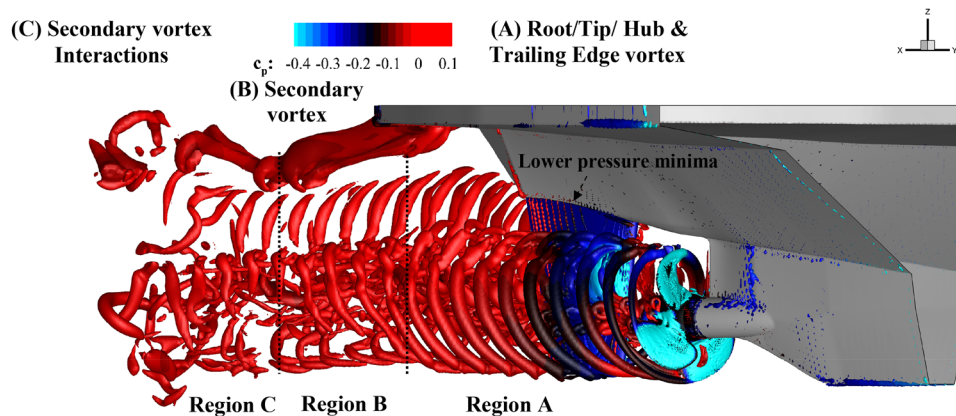 (C) Secondary vortex
Interactions
cp:
-0.4 -0.3 -0.2 -0.1 0 0.1
(A) Root/Tip/ Hub &
Trailing Edge vortex
Z
X
Y
(B) Secondary
vortex
Lower pressure minima
Region C
Region B
Region A